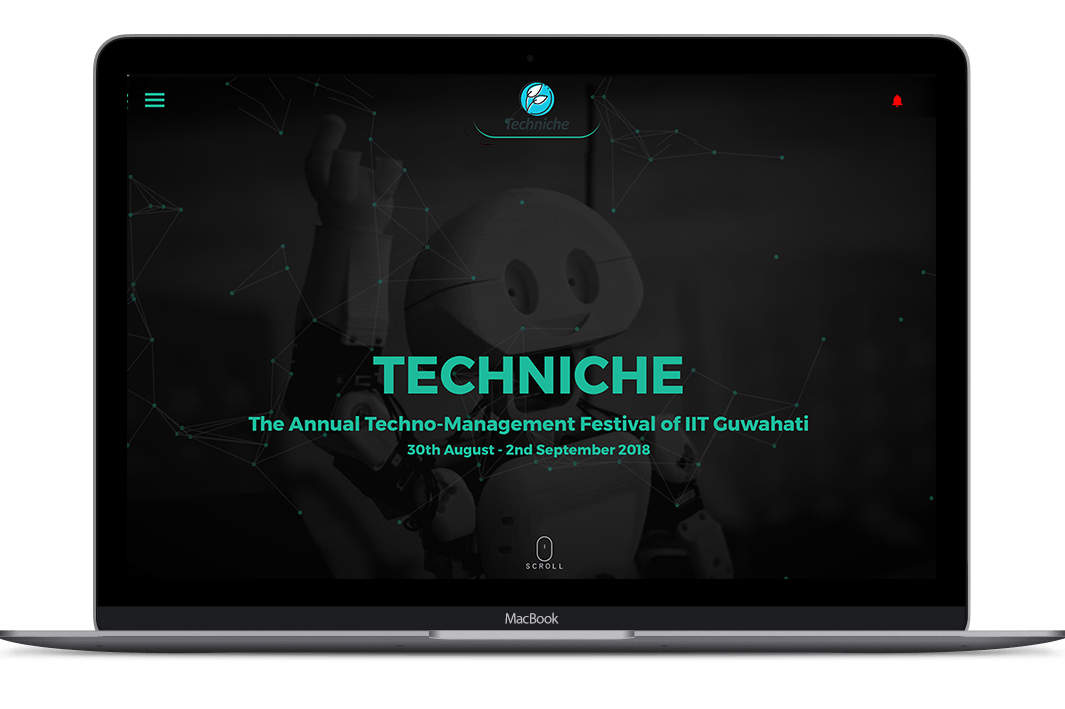 Techniche
TECHNICHE
The Annual Techno-Management Festival of IIT Guwahati
30th August - 2nd September 2018
SCROLL
MacBook